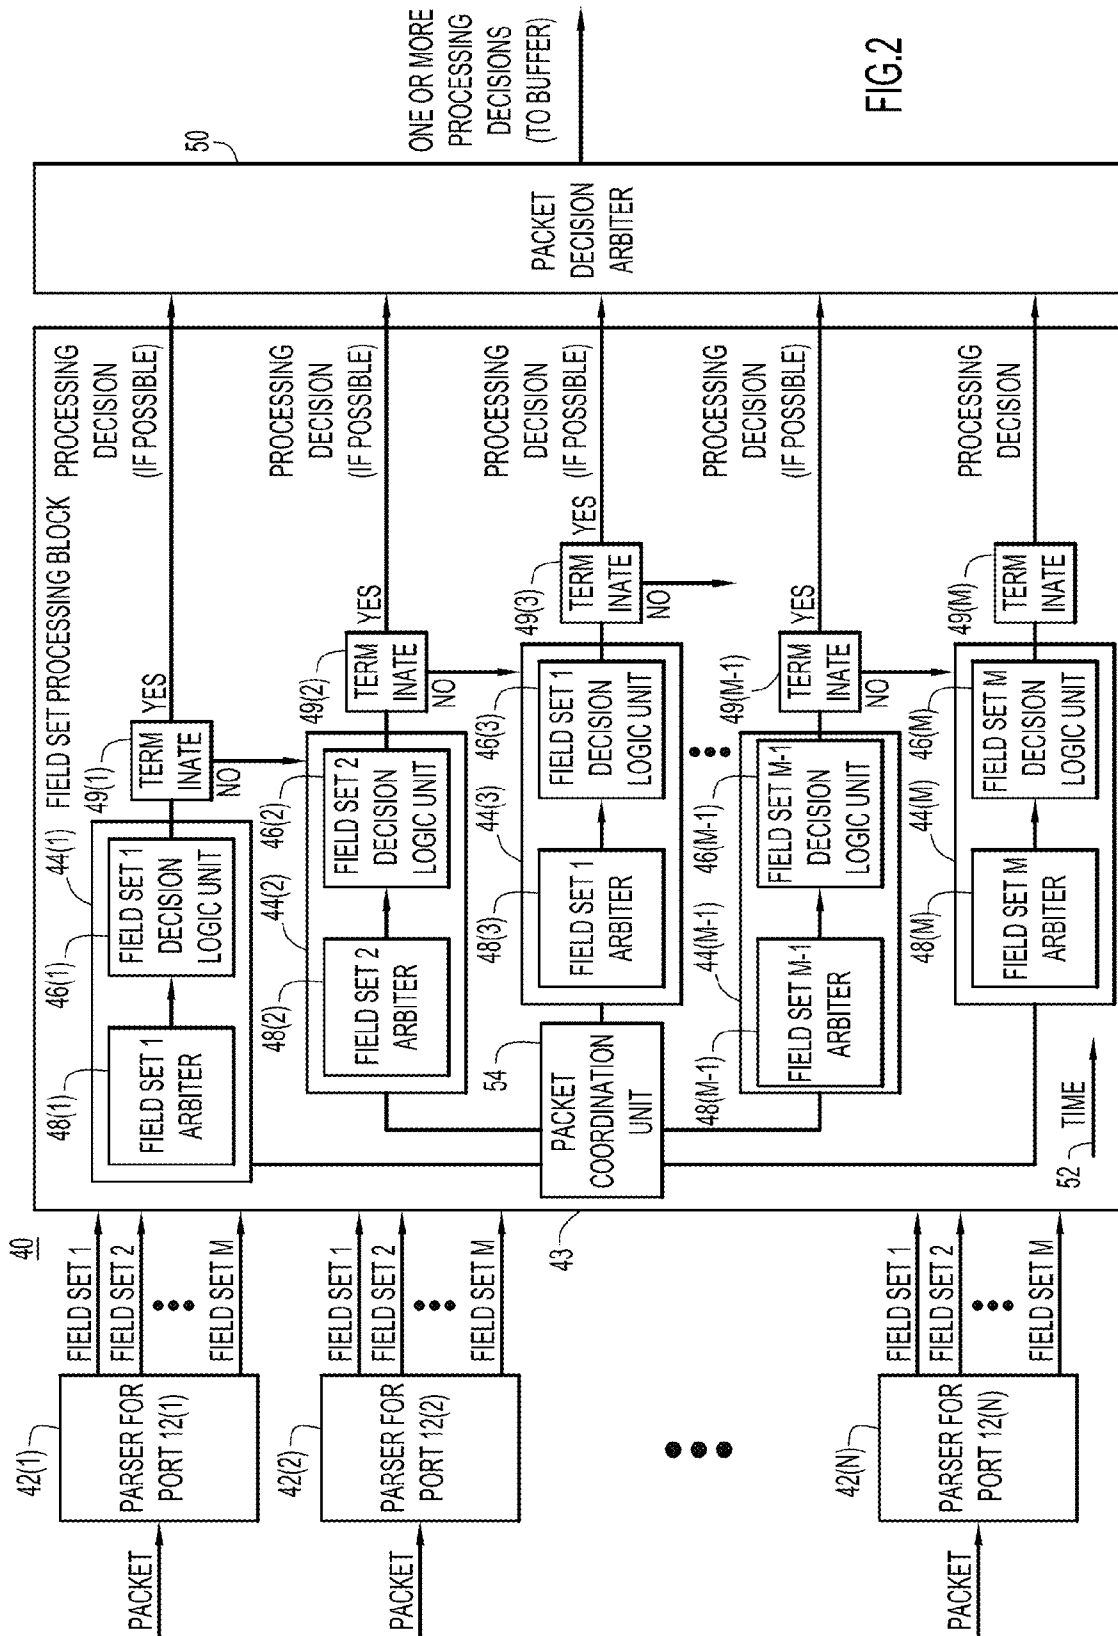 40
PACKET
42(1)
PARSER FOR
PORT 12(1)
FIELD SET 1
FIELD SET 2
FIELD SET M
PACKET
42(2)
PARSER FOR
PORT 12(2)
FIELD SET 1
FIELD SET 2
FIELD SET M
PACKET
42(N)
PARSER FOR
PORT 12(N)
FIELD SET 1
FIELD SET 2
FIELD SET M
43
FIELD SET PROCESSING BLOCK
48(1)
FIELD SET 1
ARBITER
46(1)
44(1)
FIELD SET 1
DECISION
LOGIC UNIT
49(1)
TERM
INATE
YES
NO
PROCESSING
DECISION
(IF POSSIBLE)
48(2)
FIELD SET 2
ARBITER
44(2)
46(2)
FIELD SET 2
DECISION
LOGIC UNIT
49(2)
TERM
INATE
YES
NO
PROCESSING
DECISION
(IF POSSIBLE)
54
PACKET
COORDINATION
UNIT
48(3)
FIELD SET 1
ARBITER
44(3)
46(3)
FIELD SET 1
DECISION
LOGIC UNIT
49(3)
TERM
INATE
YES
NO
PROCESSING
DECISION
(IF POSSIBLE)
48(M-1)
FIELD SET M-1
ARBITER
44(M-1)
46(M-1)
FIELD SET M-1
DECISION
LOGIC UNIT
49(M-1)
TERM
INATE
YES
NO
PROCESSING
DECISION
(IF POSSIBLE)
48(M)
FIELD SET M
ARBITER
44(M)
46(M)
FIELD SET M
DECISION
LOGIC UNIT
49(M)
TERM
INATE
PROCESSING
DECISION
52
TIME
50
PACKET
DECISION
ARBITER
ONE OR MORE
PROCESSING
DECISIONS
(TO BUFFER)
FIG.2